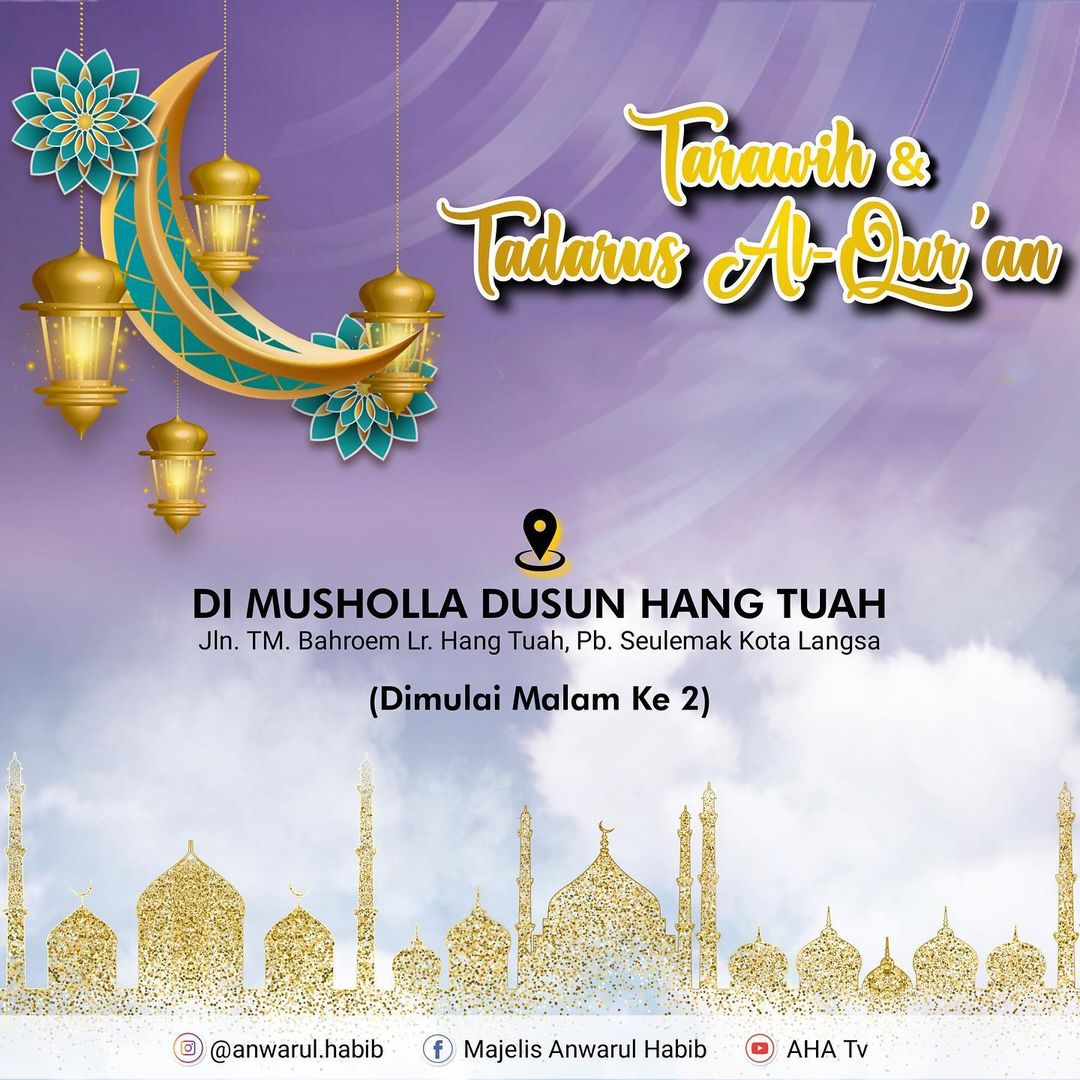 Tarawih &
Tadarus Al-Qur'an
DI MUSHOLLA DUSUN HANG TUAH
Jln. TM. Bahroem Lr. Hang Tuah, Pb. Seulemak Kota Langsa
(Dimulai Malam Ke 2)
@anwarul.habib Majelis Anwarul Habib AHA Tv